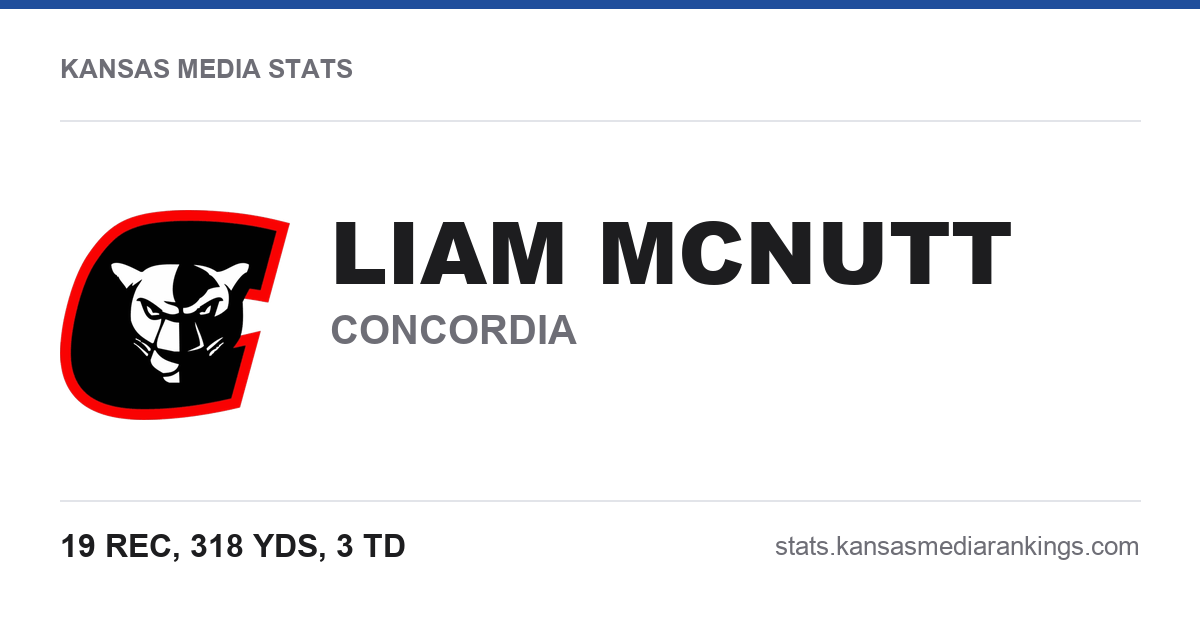 KANSAS MEDIA STATS
LIAM MCNUTT
CONCORDIA
19 REC, 318 YDS, 3 TD
stats.kansasmediarankings.com